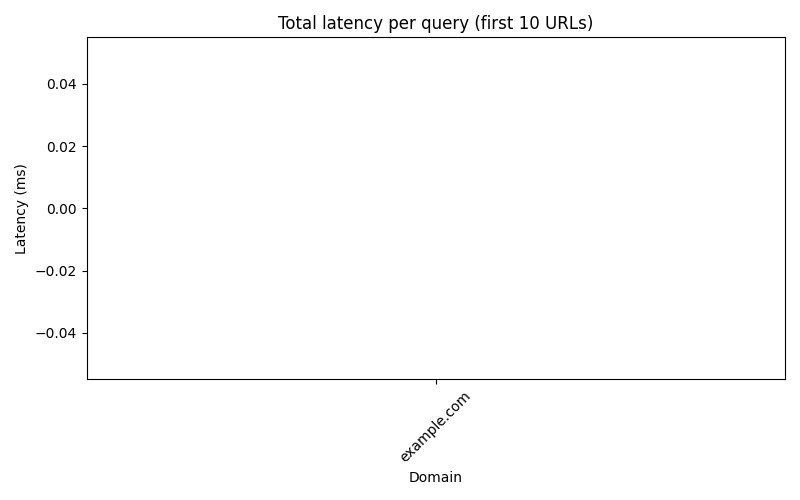 Total latency per query (first 10 URLs)
0.04
0.02
0.00
−0.02
−0.04
Latency (ms)
example.com
Domain